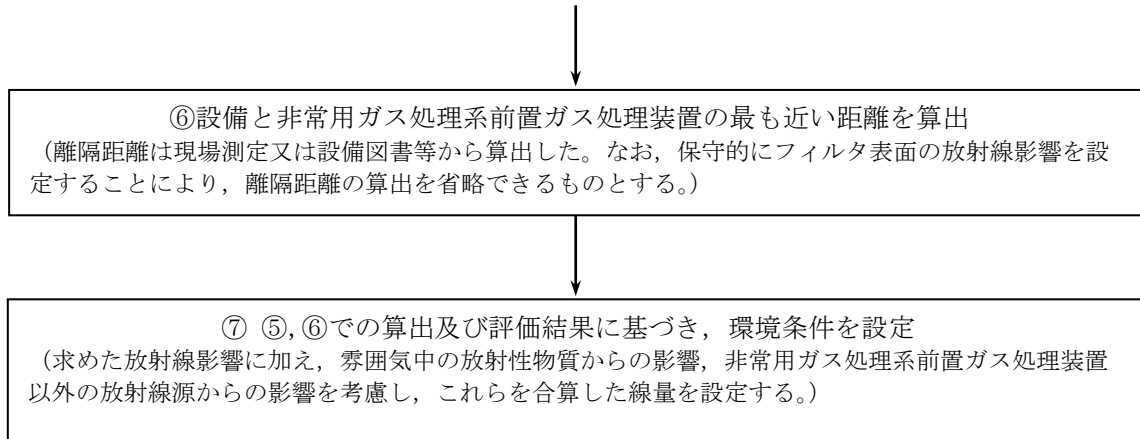 ⑥設備と非常用ガス処理系前置ガス処理装置の最も近い距離を算出
（離隔距離は現場測定又は設備図書等から算出した。なお，保守的にフィルタ表面の放射線影響を設
定することにより，離隔距離の算出を省略できるものとする。）
⑦ ⑤,⑥での算出及び評価結果に基づき，環境条件を設定
（求めた放射線影響に加え，雰囲気中の放射性物質からの影響，非常用ガス処理系前置ガス処理装置
以外の放射線源からの影響を考慮し，これらを合算した線量を設定する。）